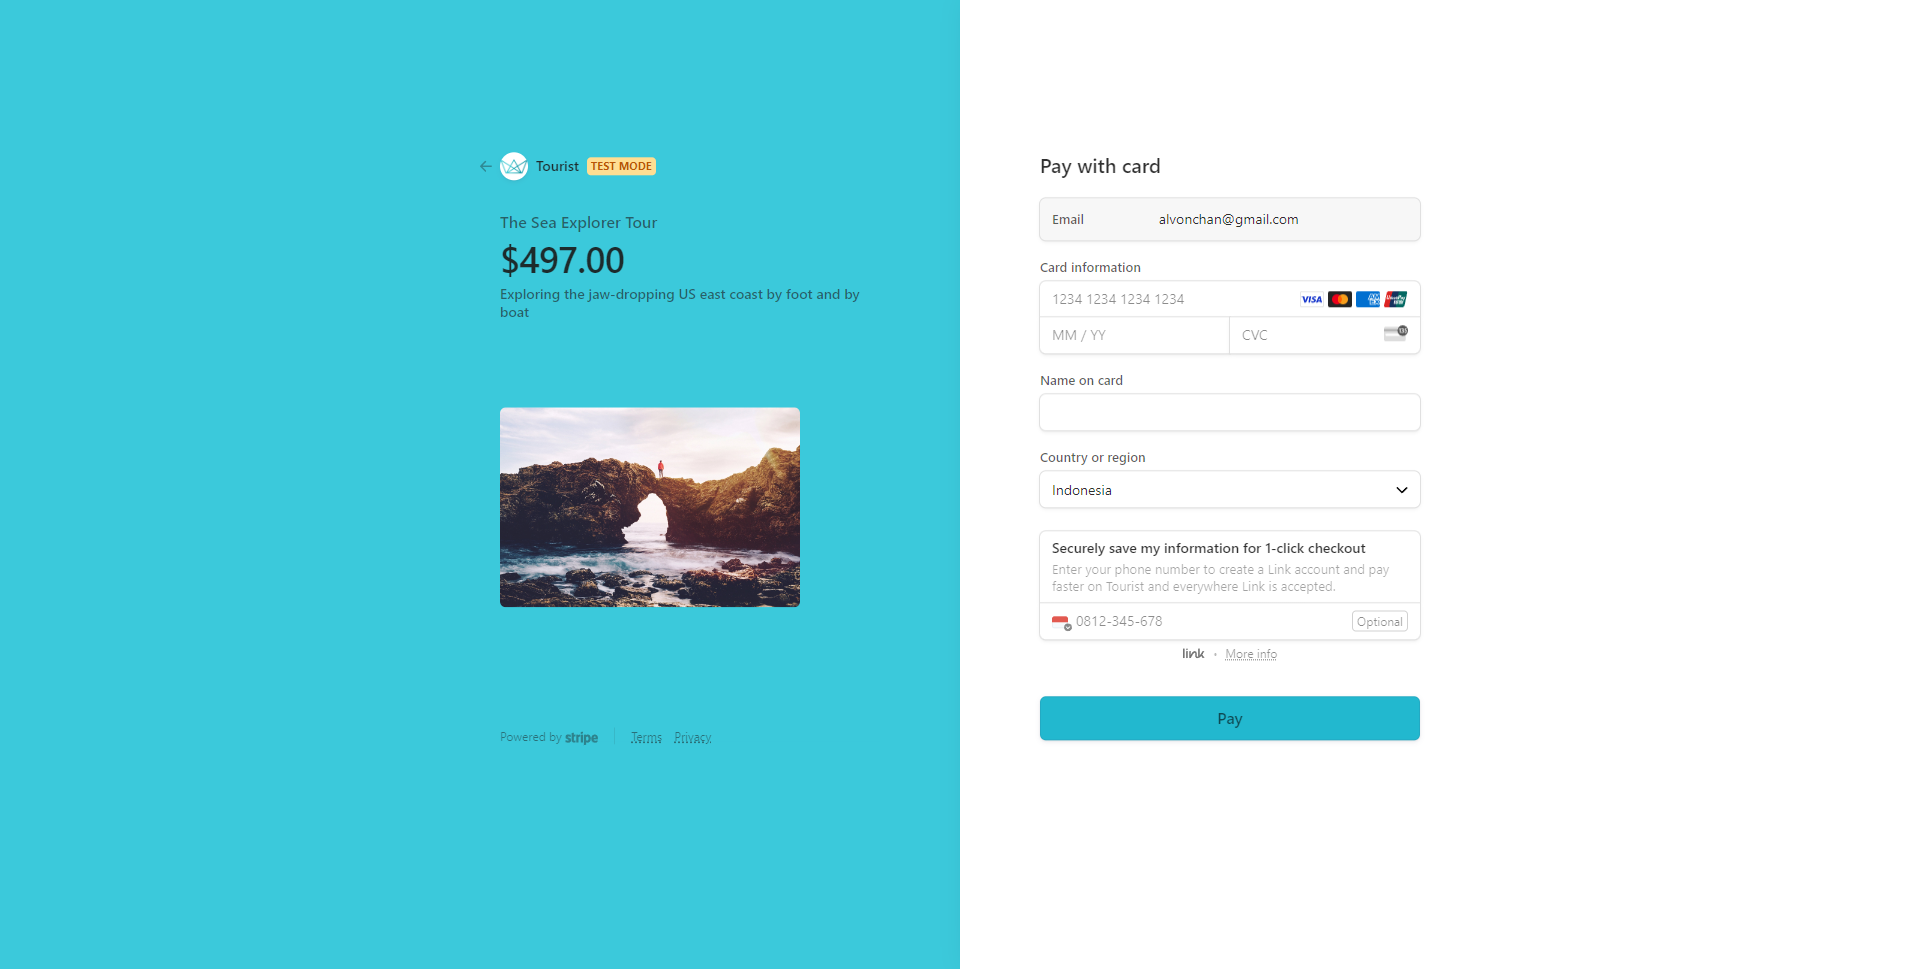 Tourist TEST MODE
The Sea Explorer Tour
$497.00
Exploring the jaw-dropping US east coast by foot and by
boat
Powered by stripe Terms Privacy
Pay with card
Email alvonchan@gmail.com
Card information
1234 1234 1234 1234 VISA
MM / YY CVC
Name on card
Country or region
Indonesia
Securely save my information for 1-click checkout
Enter your phone number to create a Link account and pay
faster on Tourist and everywhere Link is accepted.
0812-345-678 Optional
link • More info
Pay